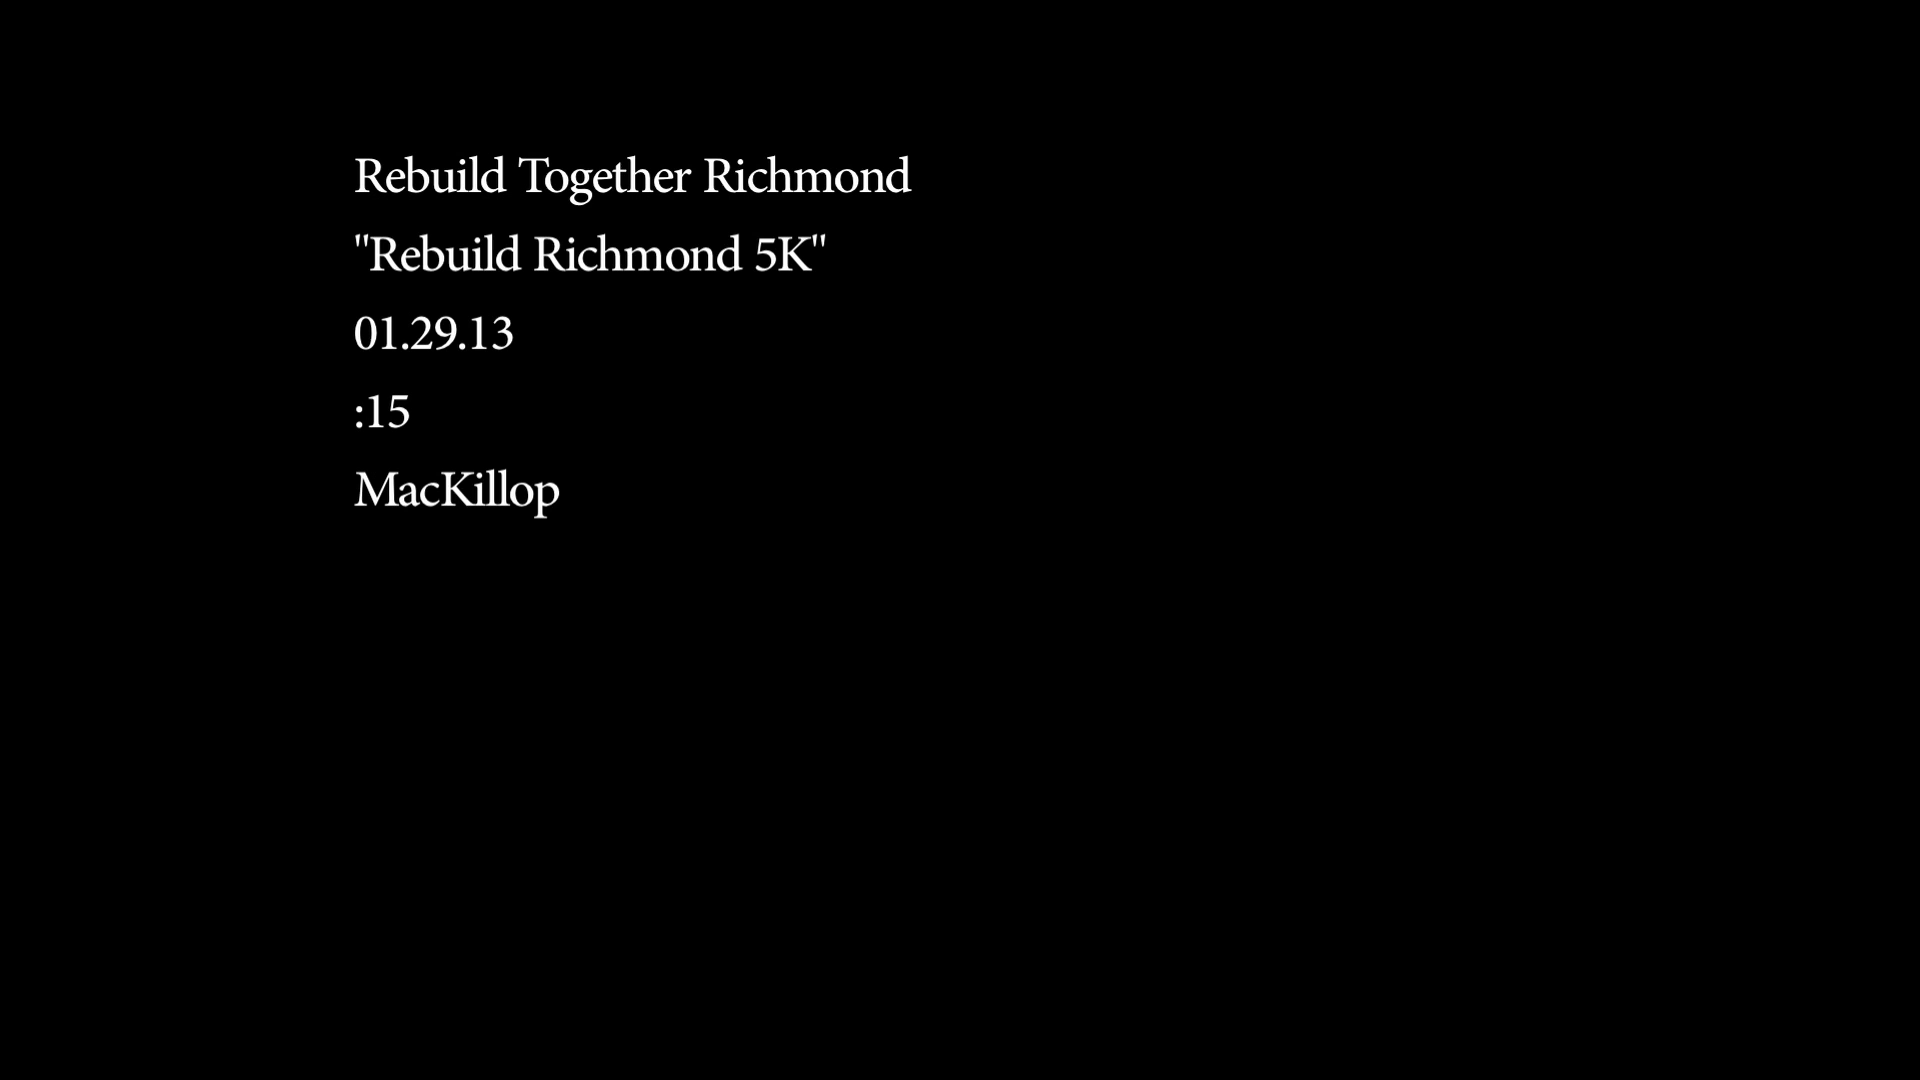 Rebuild Together Richmond
"Rebuild Richmond 5K"
01.29.13
:15
MacKillop